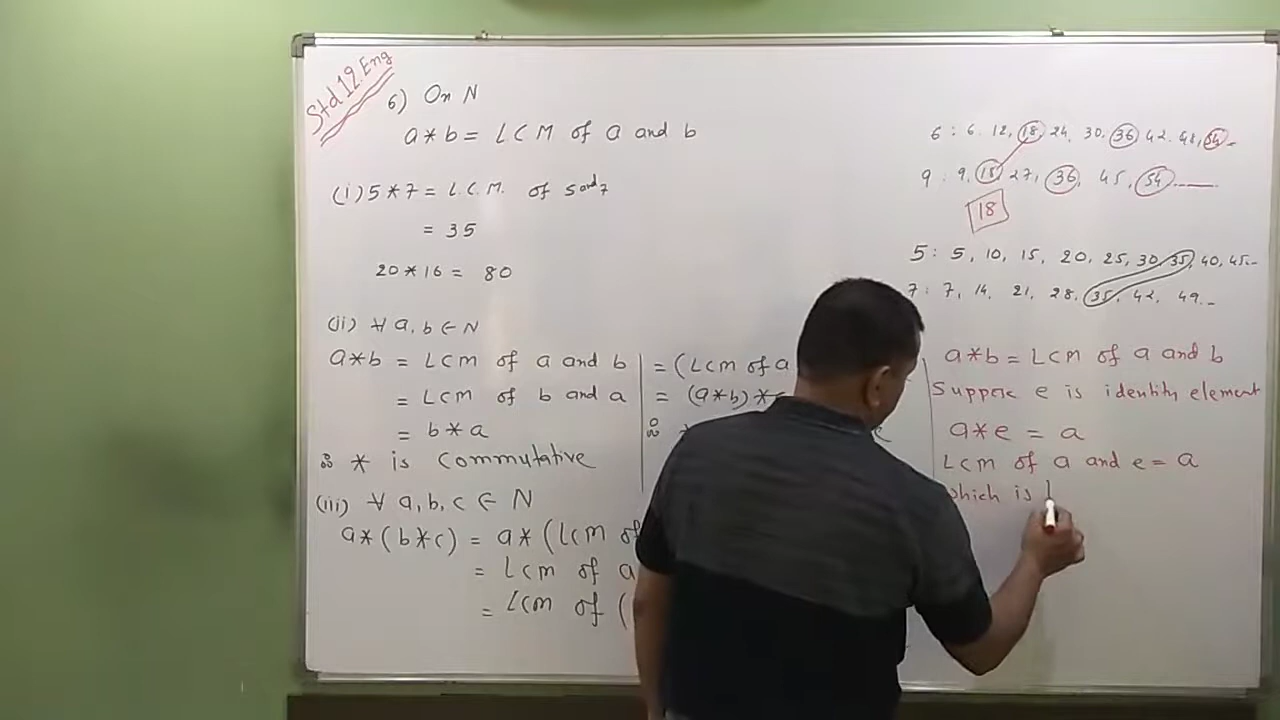 Std 12 Eng
6) On N
a*b = LCM of a and b
(i) 5*7 = L.C.M. of 5 and 7
= 35
20*16 = 80
(ii) ∀ a,b ∈ N
a*b = LCM of a and b
= LCM of b and a
= b*a
∴ * is Commutative
(iii) ∀ a,b,c ∈ N
a*(b*c) = a*(LCM of
= LCM of a
= LCM of (
= (LCM of a
= (a*b)*c
∴ *
6 : 6. 12, 18, 24, 30, 36, 42. 48, 54..
9 : 9, 18, 27, 36, 45, 54 ......
18
5 : 5, 10, 15, 20, 25, 30, 35, 40, 45..
7 : 7, 14, 21, 28, 35, 42, 49..
a*b = LCM of a and b
Suppose e is identity element
a*e = a
LCM of a and e = a
which is